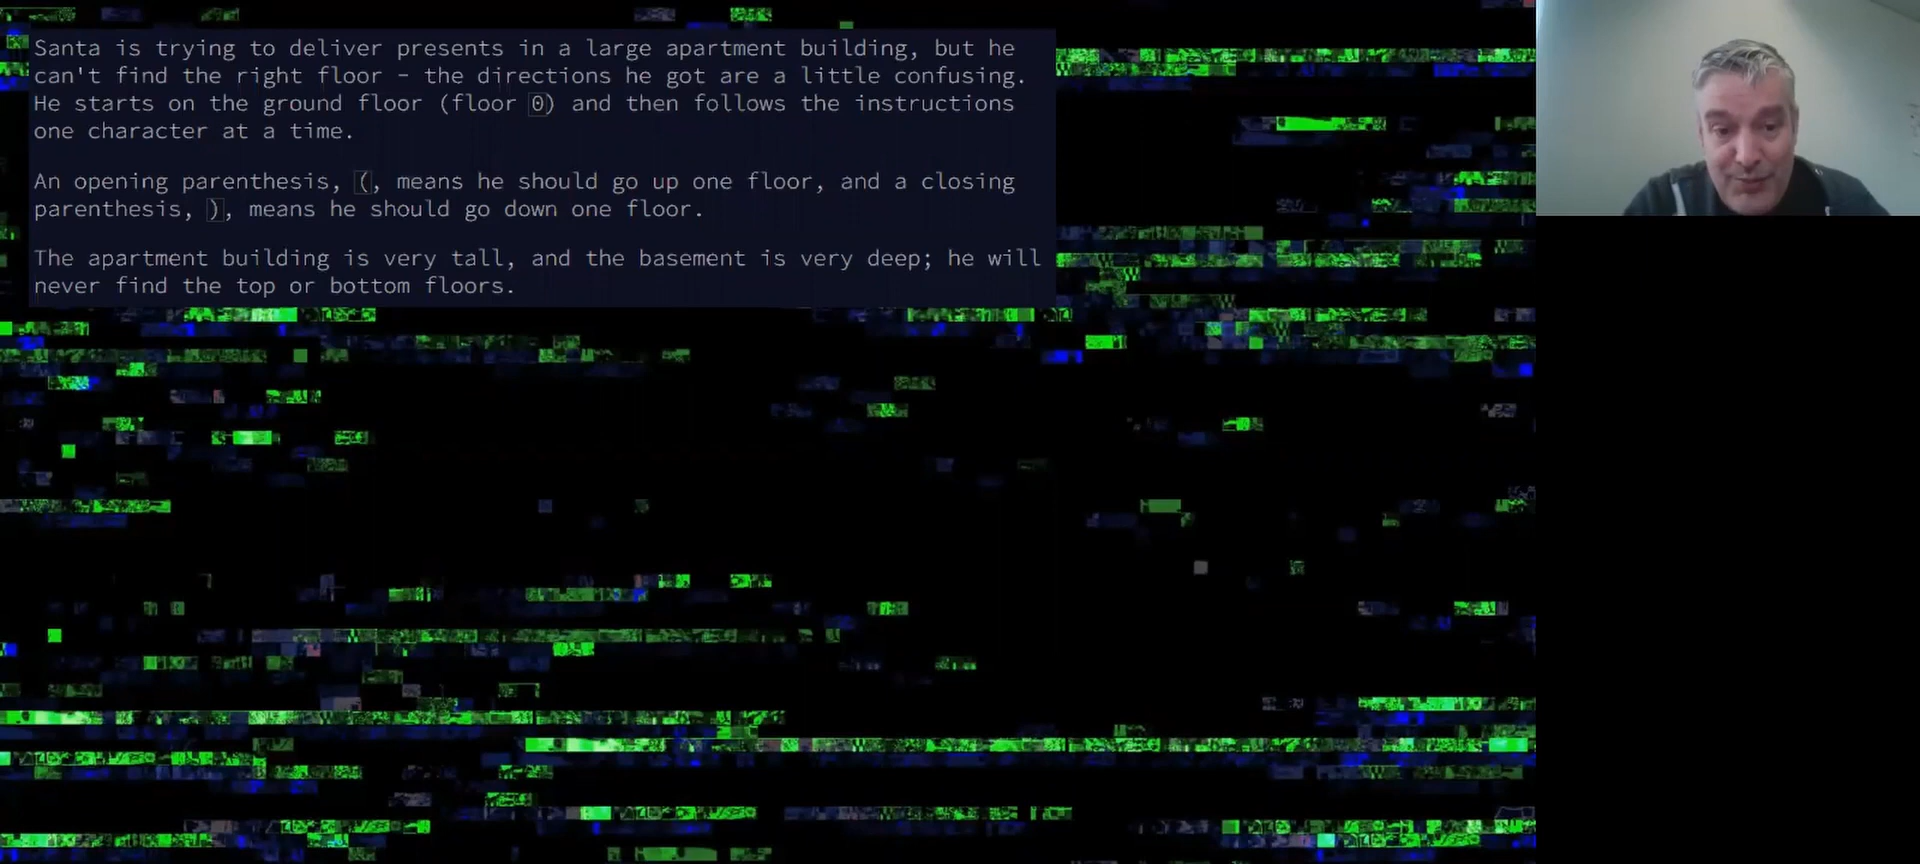 Santa is trying to deliver presents in a large apartment building, but he
can't find the right floor - the directions he got are a little confusing.
He starts on the ground floor (floor 0) and then follows the instructions
one character at a time.
An opening parenthesis, (, means he should go up one floor, and a closing
parenthesis, ), means he should go down one floor.
The apartment building is very tall, and the basement is very deep; he will
never find the top or bottom floors.